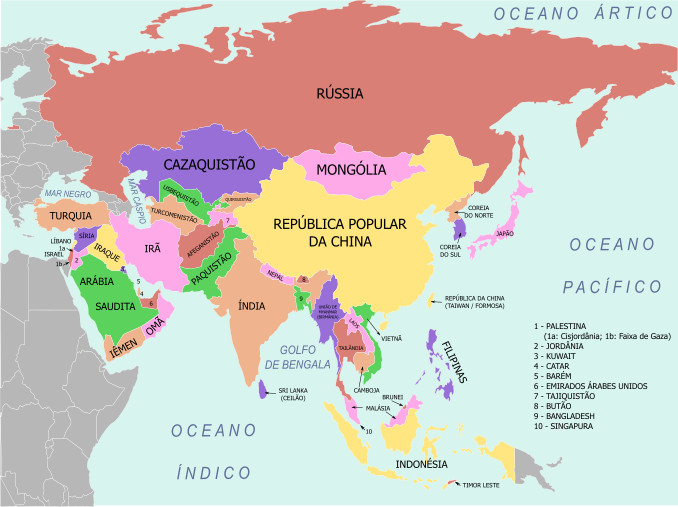 OCEANO ÁRTICO
RÚSSIA
CAZAQUISTÃO
MONGÓLIA
MAR NEGRO
MAR CÁSPIO
USBEQUISTÃO
QUIRGUISTÃO
TURCOMENISTÃO
TURQUIA
7
COREIA
DO NORTE
REPÚBLICA POPULAR
DA CHINA
JAPÃO
SÍRIA
LÍBANO
1a
ISRAEL
1b
2
IRAQUE
IRÃ
AFEGANISTÃO
COREIA
DO SUL
OCEANO
PACÍFICO
3
PAQUISTÃO
NEPAL
8
ARÁBIA
SAUDITA
5
4
6
OMÃ
IÊMEN
ÍNDIA
9
UNIÃO DE
MIANMAR
(BIRMÂNIA)
LAOS
REPÚBLICA DA CHINA
(TAIWAN / FORMOSA)
VIETNÃ
TAILÂNDIA
FILIPINAS
GOLFO
DE BENGALA
CAMBOJA
SRI LANKA
(CEILÃO)
BRUNEI
MALÁSIA
10
OCEANO
ÍNDICO
INDONÉSIA
TIMOR LESTE
1 - PALESTINA
(1a: Cisjordânia; 1b: Faixa de Gaza)
2 - JORDÂNIA
3 - KUWAIT
4 - CATAR
5 - BARÉM
6 - EMIRADOS ÁRABES UNIDOS
7 - TAJIQUISTÃO
8 - BUTÃO
9 - BANGLADESH
10 - SINGAPURA